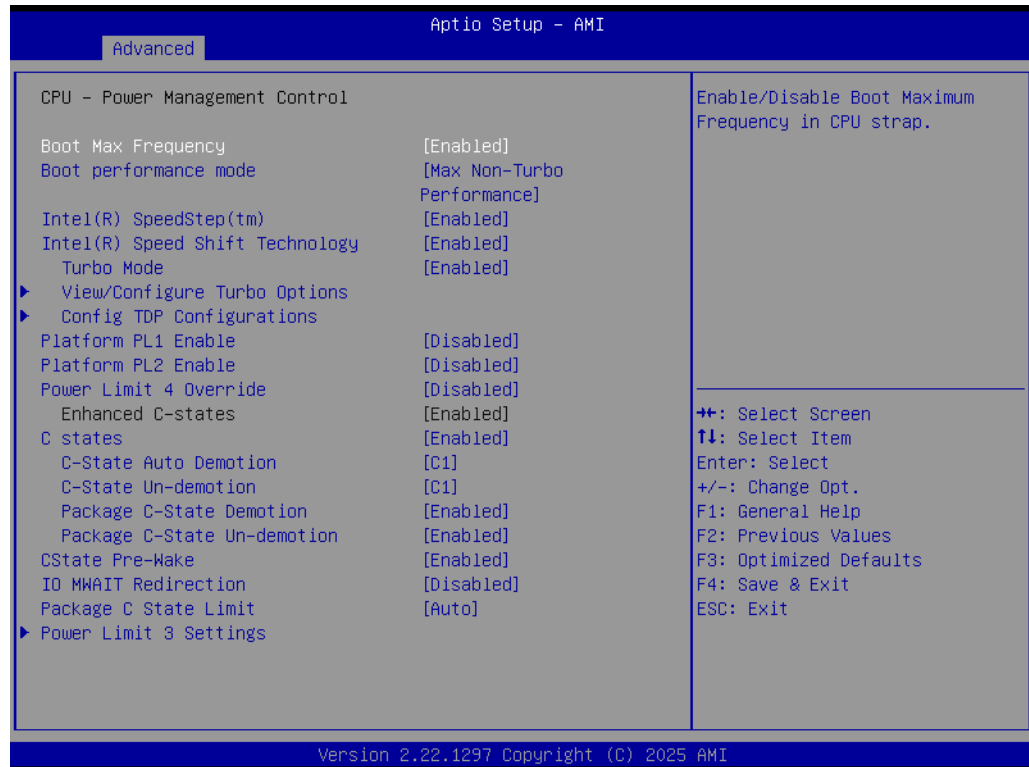 Aptio Setup - AMI
Advanced
CPU - Power Management Control
Boot Max Frequency [Enabled]
Boot performance mode [Max Non-Turbo
Performance]
Intel(R) SpeedStep(tm) [Enabled]
Intel(R) Speed Shift Technology [Enabled]
Turbo Mode [Enabled]
View/Configure Turbo Options
Config TDP Configurations
Platform PL1 Enable [Disabled]
Platform PL2 Enable [Disabled]
Power Limit 4 Override [Disabled]
Enhanced C-states [Enabled]
C states [Enabled]
C-State Auto Demotion [C1]
C-State Un-demotion [C1]
Package C-State Demotion [Enabled]
Package C-State Un-demotion [Enabled]
CState Pre-Wake [Enabled]
IO MWAIT Redirection [Disabled]
Package C State Limit [Auto]
Power Limit 3 Settings
Enable/Disable Boot Maximum
Frequency in CPU strap.
→←: Select Screen
↑↓: Select Item
Enter: Select
+/-: Change Opt.
F1: General Help
F2: Previous Values
F3: Optimized Defaults
F4: Save & Exit
ESC: Exit
Version 2.22.1297 Copyright (C) 2025 AMI